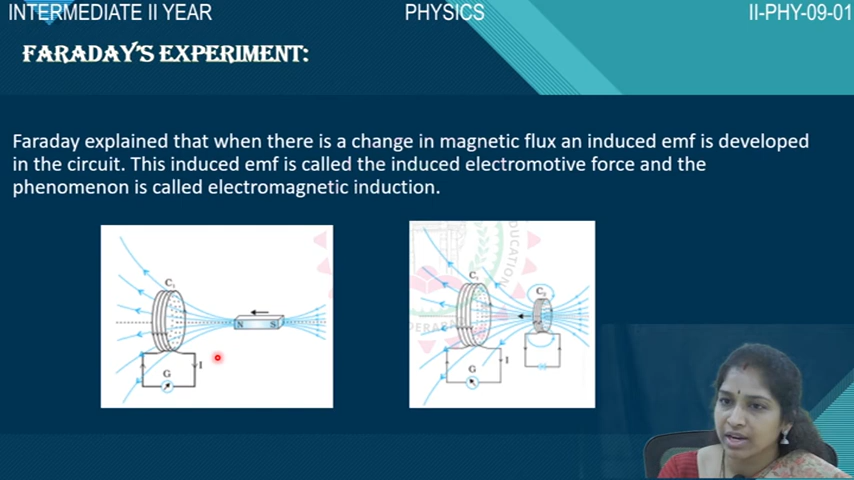 INTERMEDIATE II YEAR PHYSICS II-PHY-09-01
FARADAY'S EXPERIMENT:
Faraday explained that when there is a change in magnetic flux an induced emf is developed
in the circuit. This induced emf is called the induced electromotive force and the
phenomenon is called electromagnetic induction.
C₁
N S
I
G
C₁
C₂
I
G
EDUCATION